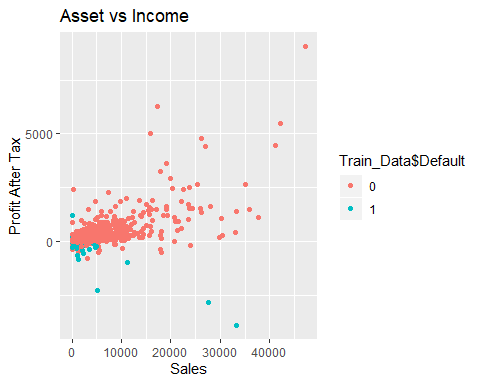 Asset vs Income
Profit After Tax
5000
0
0
10000
20000
30000
40000
Sales
Train_Data$Default
0
1